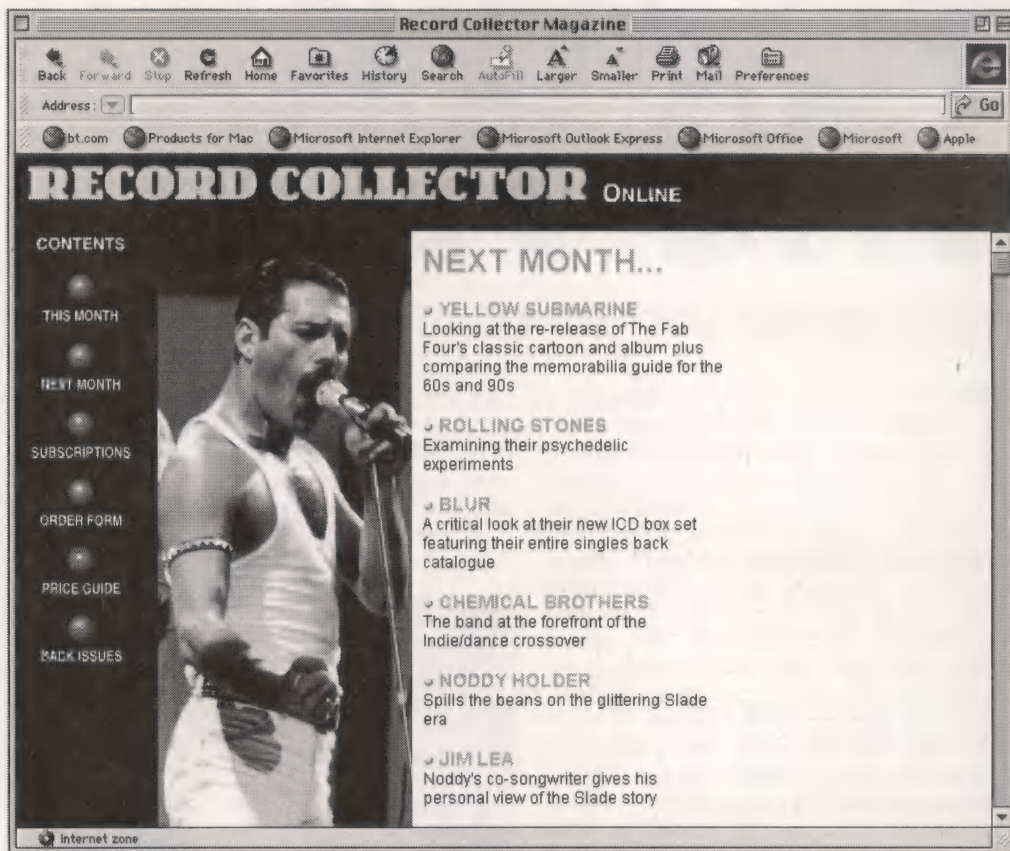 Record Collector Magazine
Back Forward Stop Refresh Home Favorites History Search AutoFill Larger Smaller Print Mail Preferences
Address: Go
bt.com Products for Mac Microsoft Internet Explorer Microsoft Outlook Express Microsoft Office Microsoft Apple
RECORD COLLECTOR ONLINE
CONTENTS
THIS MONTH
NEXT MONTH
SUBSCRIPTIONS
ORDER FORM
PRICE GUIDE
BACK ISSUES
NEXT MONTH...
YELLOW SUBMARINE
Looking at the re-release of The Fab
Four's classic cartoon and album plus
comparing the memorabilia guide for the
60s and 90s
ROLLING STONES
Examining their psychedelic
experiments
BLUR
A critical look at their new ICD box set
featuring their entire singles back
catalogue
CHEMICAL BROTHERS
The band at the forefront of the
Indie/dance crossover
NODDY HOLDER
Spills the beans on the glittering Slade
era
JIM LEA
Noddy's co-songwriter gives his
personal view of the Slade story
Internet zone